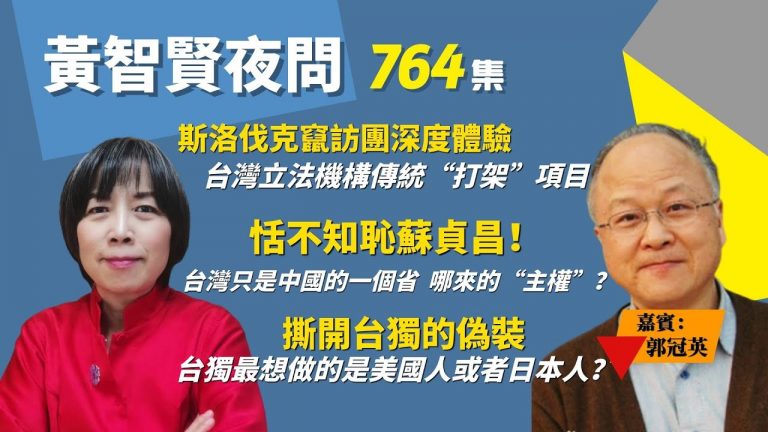 黃智賢夜問 764集
斯洛伐克竄訪團深度體驗
台灣立法機構傳統“打架”項目
恬不知恥蘇貞昌!
台灣只是中國的一個省 哪來的“主權”?
撕開台獨的偽裝
台獨最想做的是美國人或者日本人?
嘉賓:
郭冠英